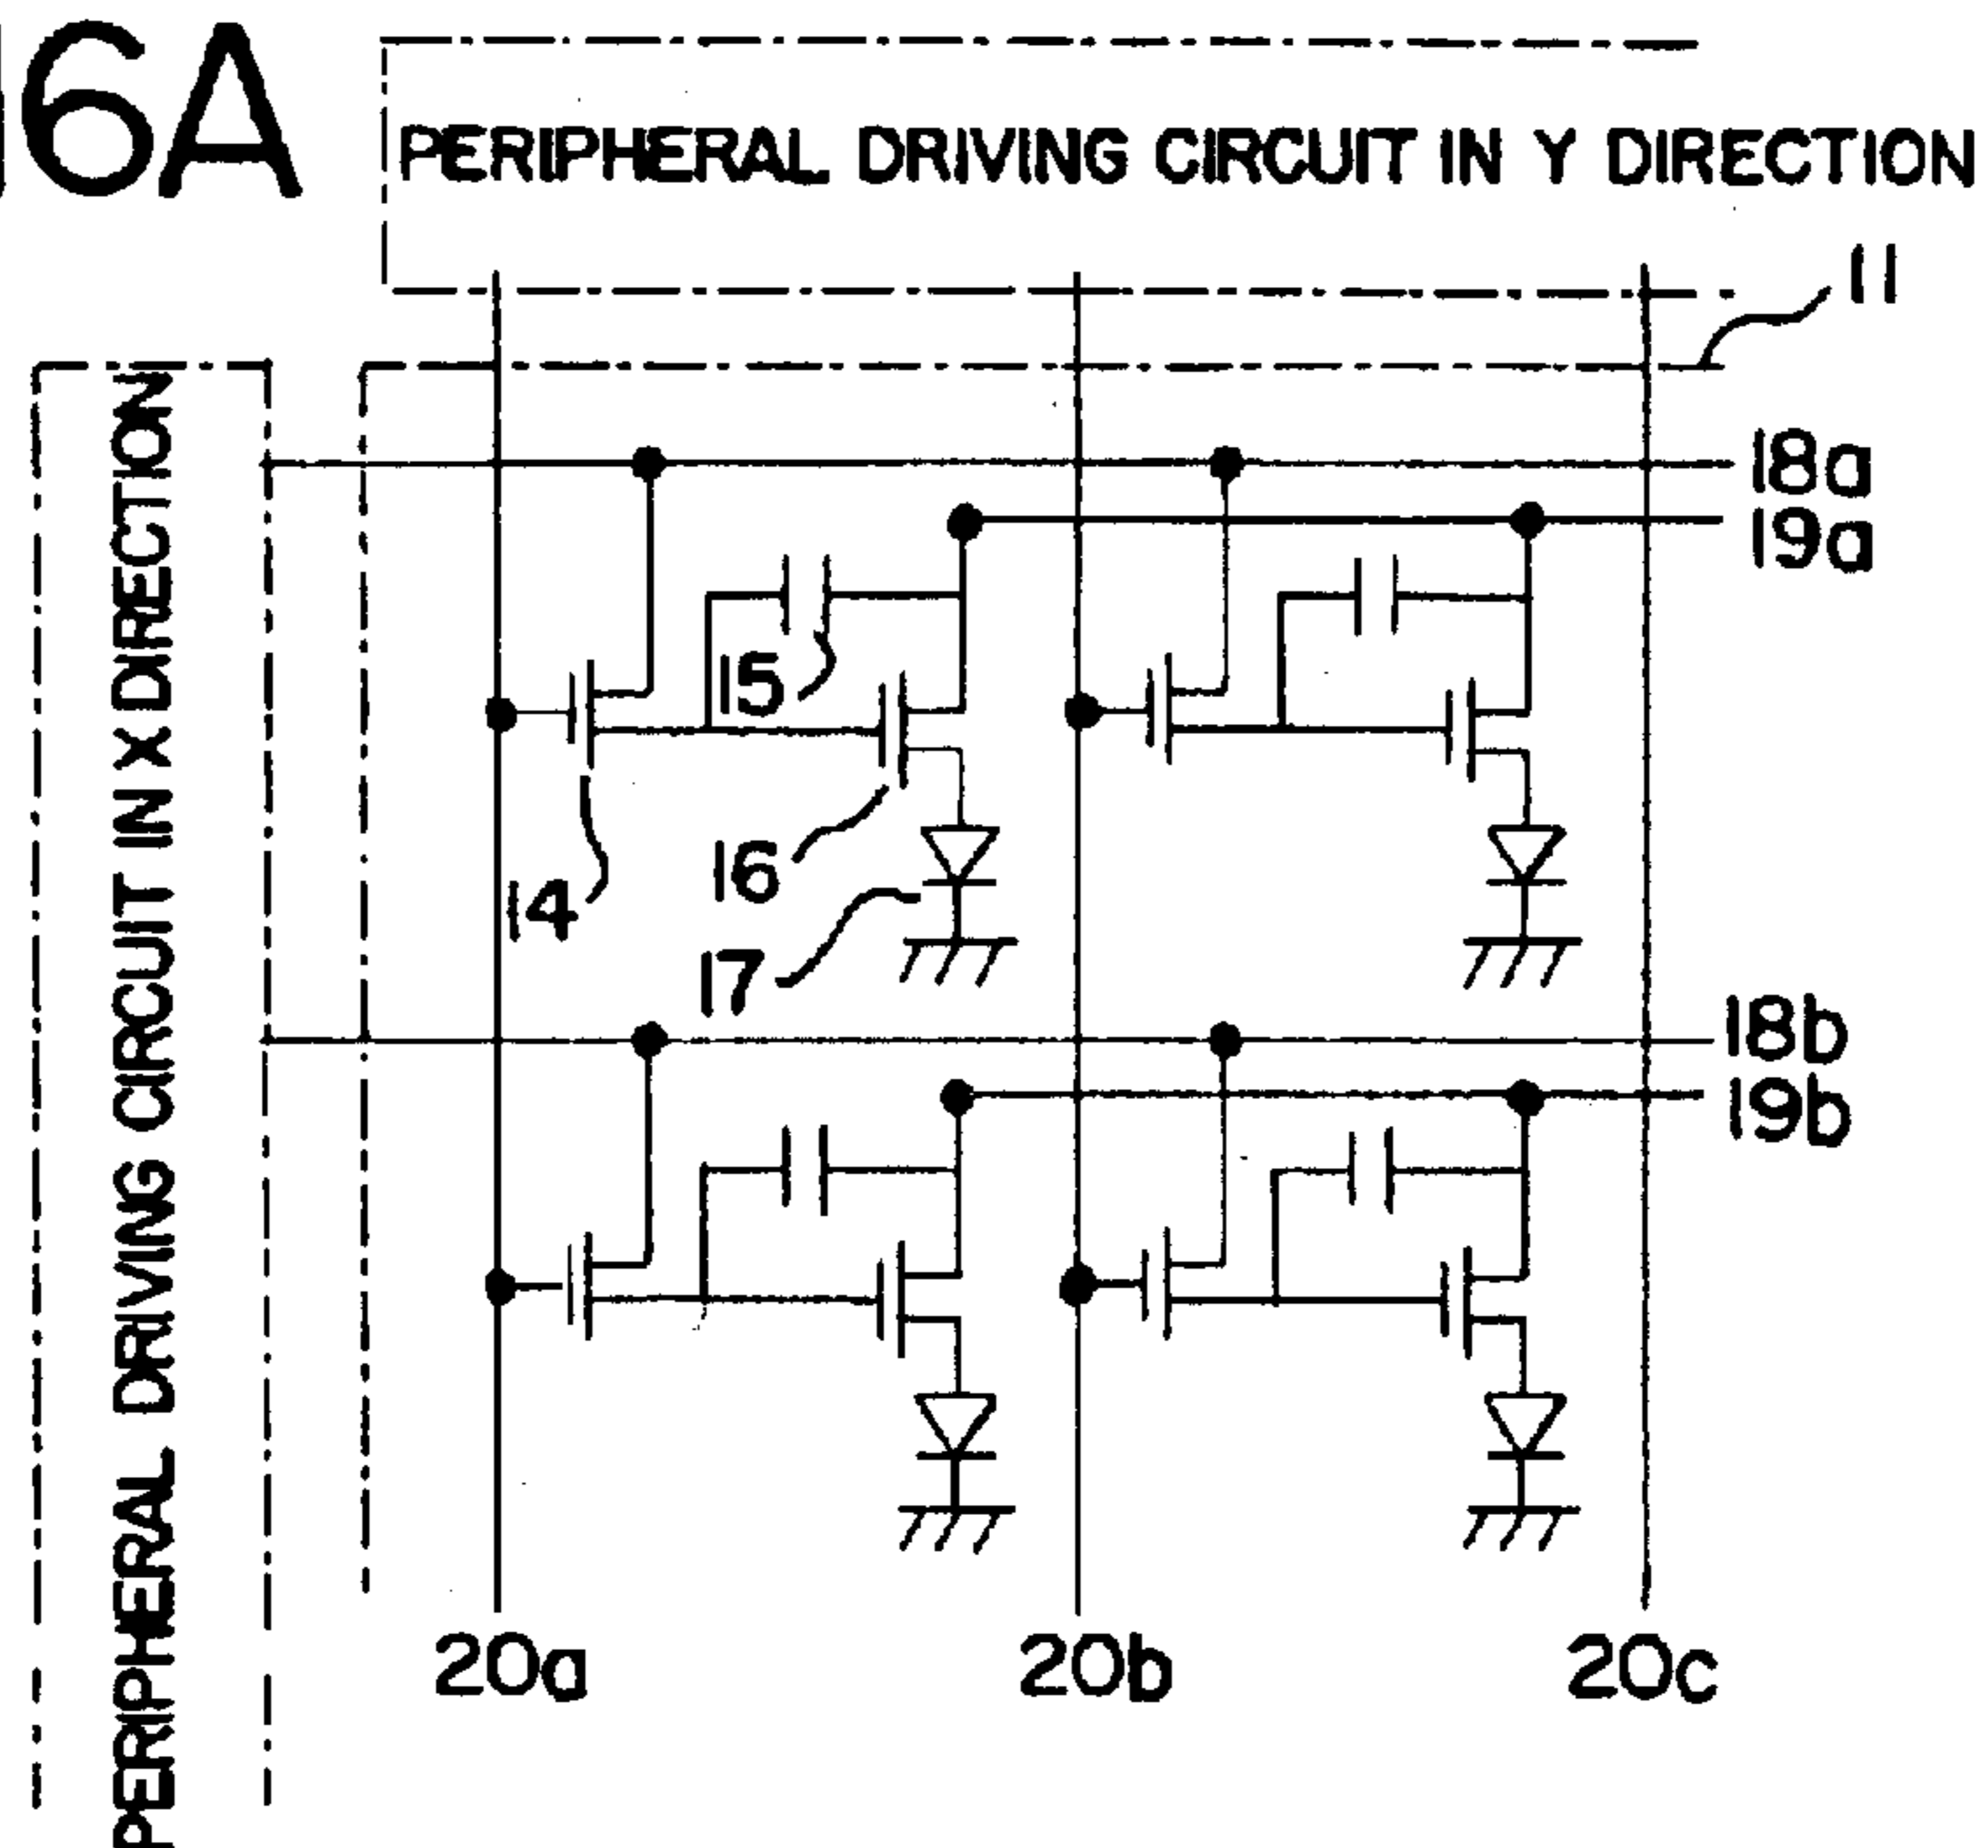 6A
PERIPHERAL DRIVING CIRCUIT IN Y DIRECTION
11
PERIPHERAL DRIVING CIRCUIT IN X DIRECTION
18a
19a
15
16
14
17
18b
19b
20a
20b
20c